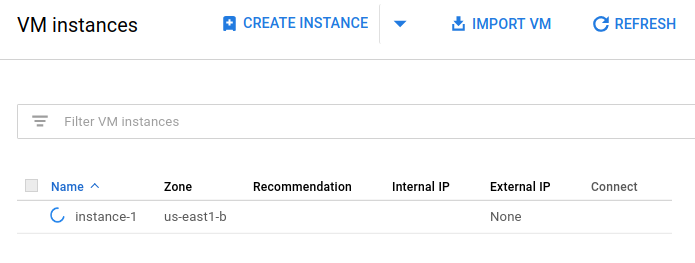 VM instances CREATE INSTANCE IMPORT VM REFRESH
Filter VM instances
Name Zone Recommendation Internal IP External IP Connect
instance-1 us-east1-b None